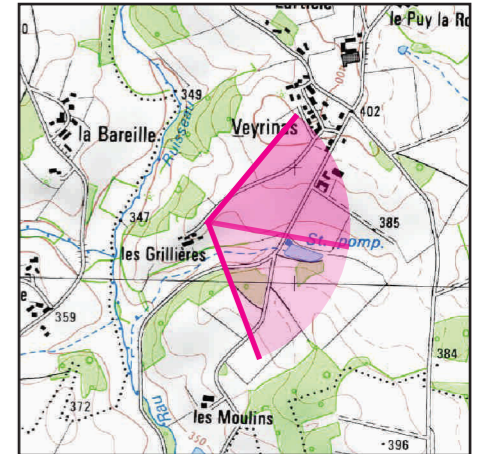 le Puy la Ro
349
402
la Bareille
Veyrinas
Ruisseau
347
385
les Grillières
St. pomp.
e
359
384
372
Rau
les Moulins
350
396